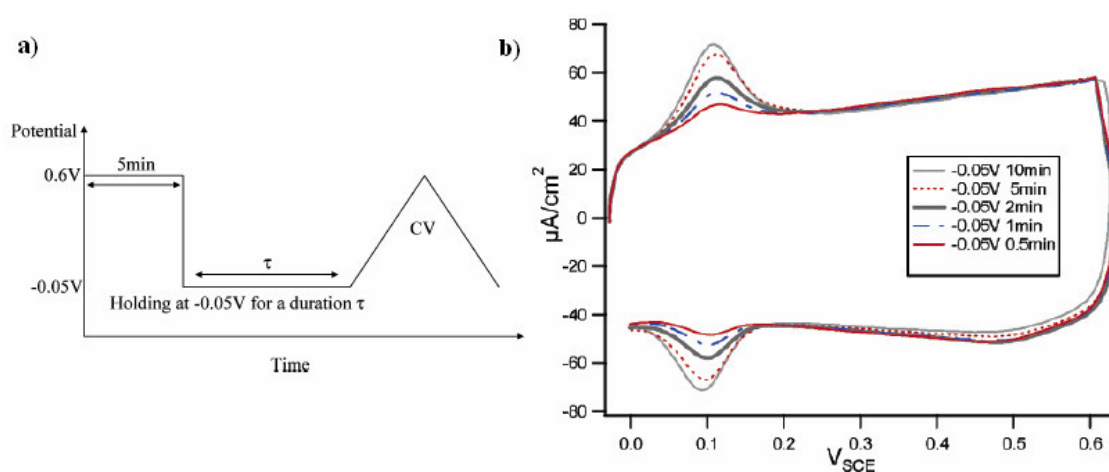 a)
Potential
0.6V
5min
-0.05V
τ
CV
Holding at -0.05V for a duration τ
Time
b)
80
60
40
20
0
-20
-40
-60
-80
µA/cm²
-0.05V 10min
-0.05V 5min
-0.05V 2min
-0.05V 1min
-0.05V 0.5min
0.0 0.1 0.2 0.3 0.4 0.5 0.6
VSCE